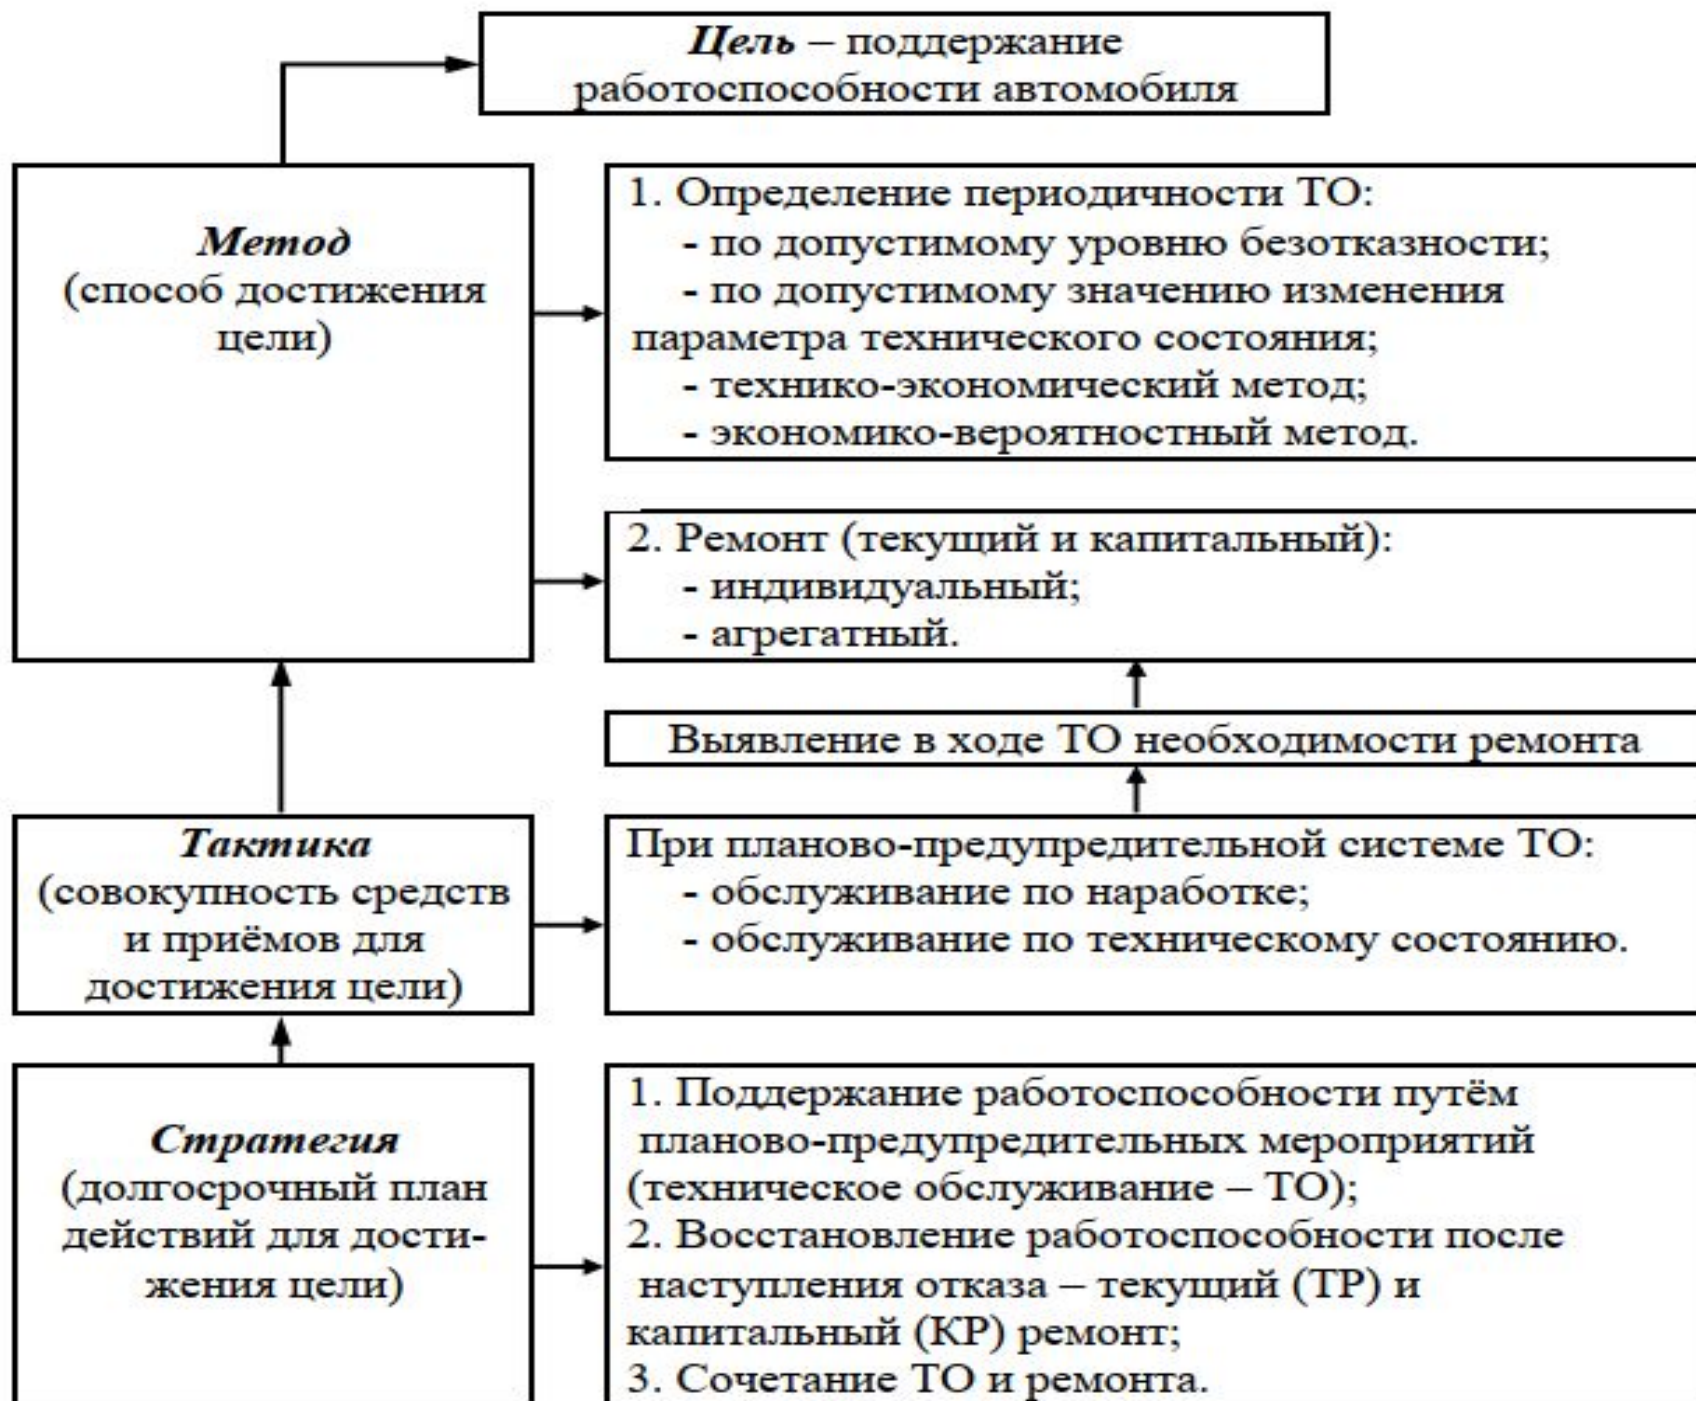 Цель – поддержание
работоспособности автомобиля
Метод
(способ достижения
цели)
1. Определение периодичности ТО:
- по допустимому уровню безотказности;
- по допустимому значению изменения
параметра технического состояния;
- технико-экономический метод;
- экономико-вероятностный метод.
2. Ремонт (текущий и капитальный):
- индивидуальный;
- агрегатный.
Выявление в ходе ТО необходимости ремонта
Тактика
(совокупность средств
и приёмов для
достижения цели)
При планово-предупредительной системе ТО:
- обслуживание по наработке;
- обслуживание по техническому состоянию.
Стратегия
(долгосрочный план
действий для дости-
жения цели)
1. Поддержание работоспособности путём
планово-предупредительных мероприятий
(техническое обслуживание – ТО);
2. Восстановление работоспособности после
наступления отказа – текущий (ТР) и
капитальный (КР) ремонт;
3. Сочетание ТО и ремонта.